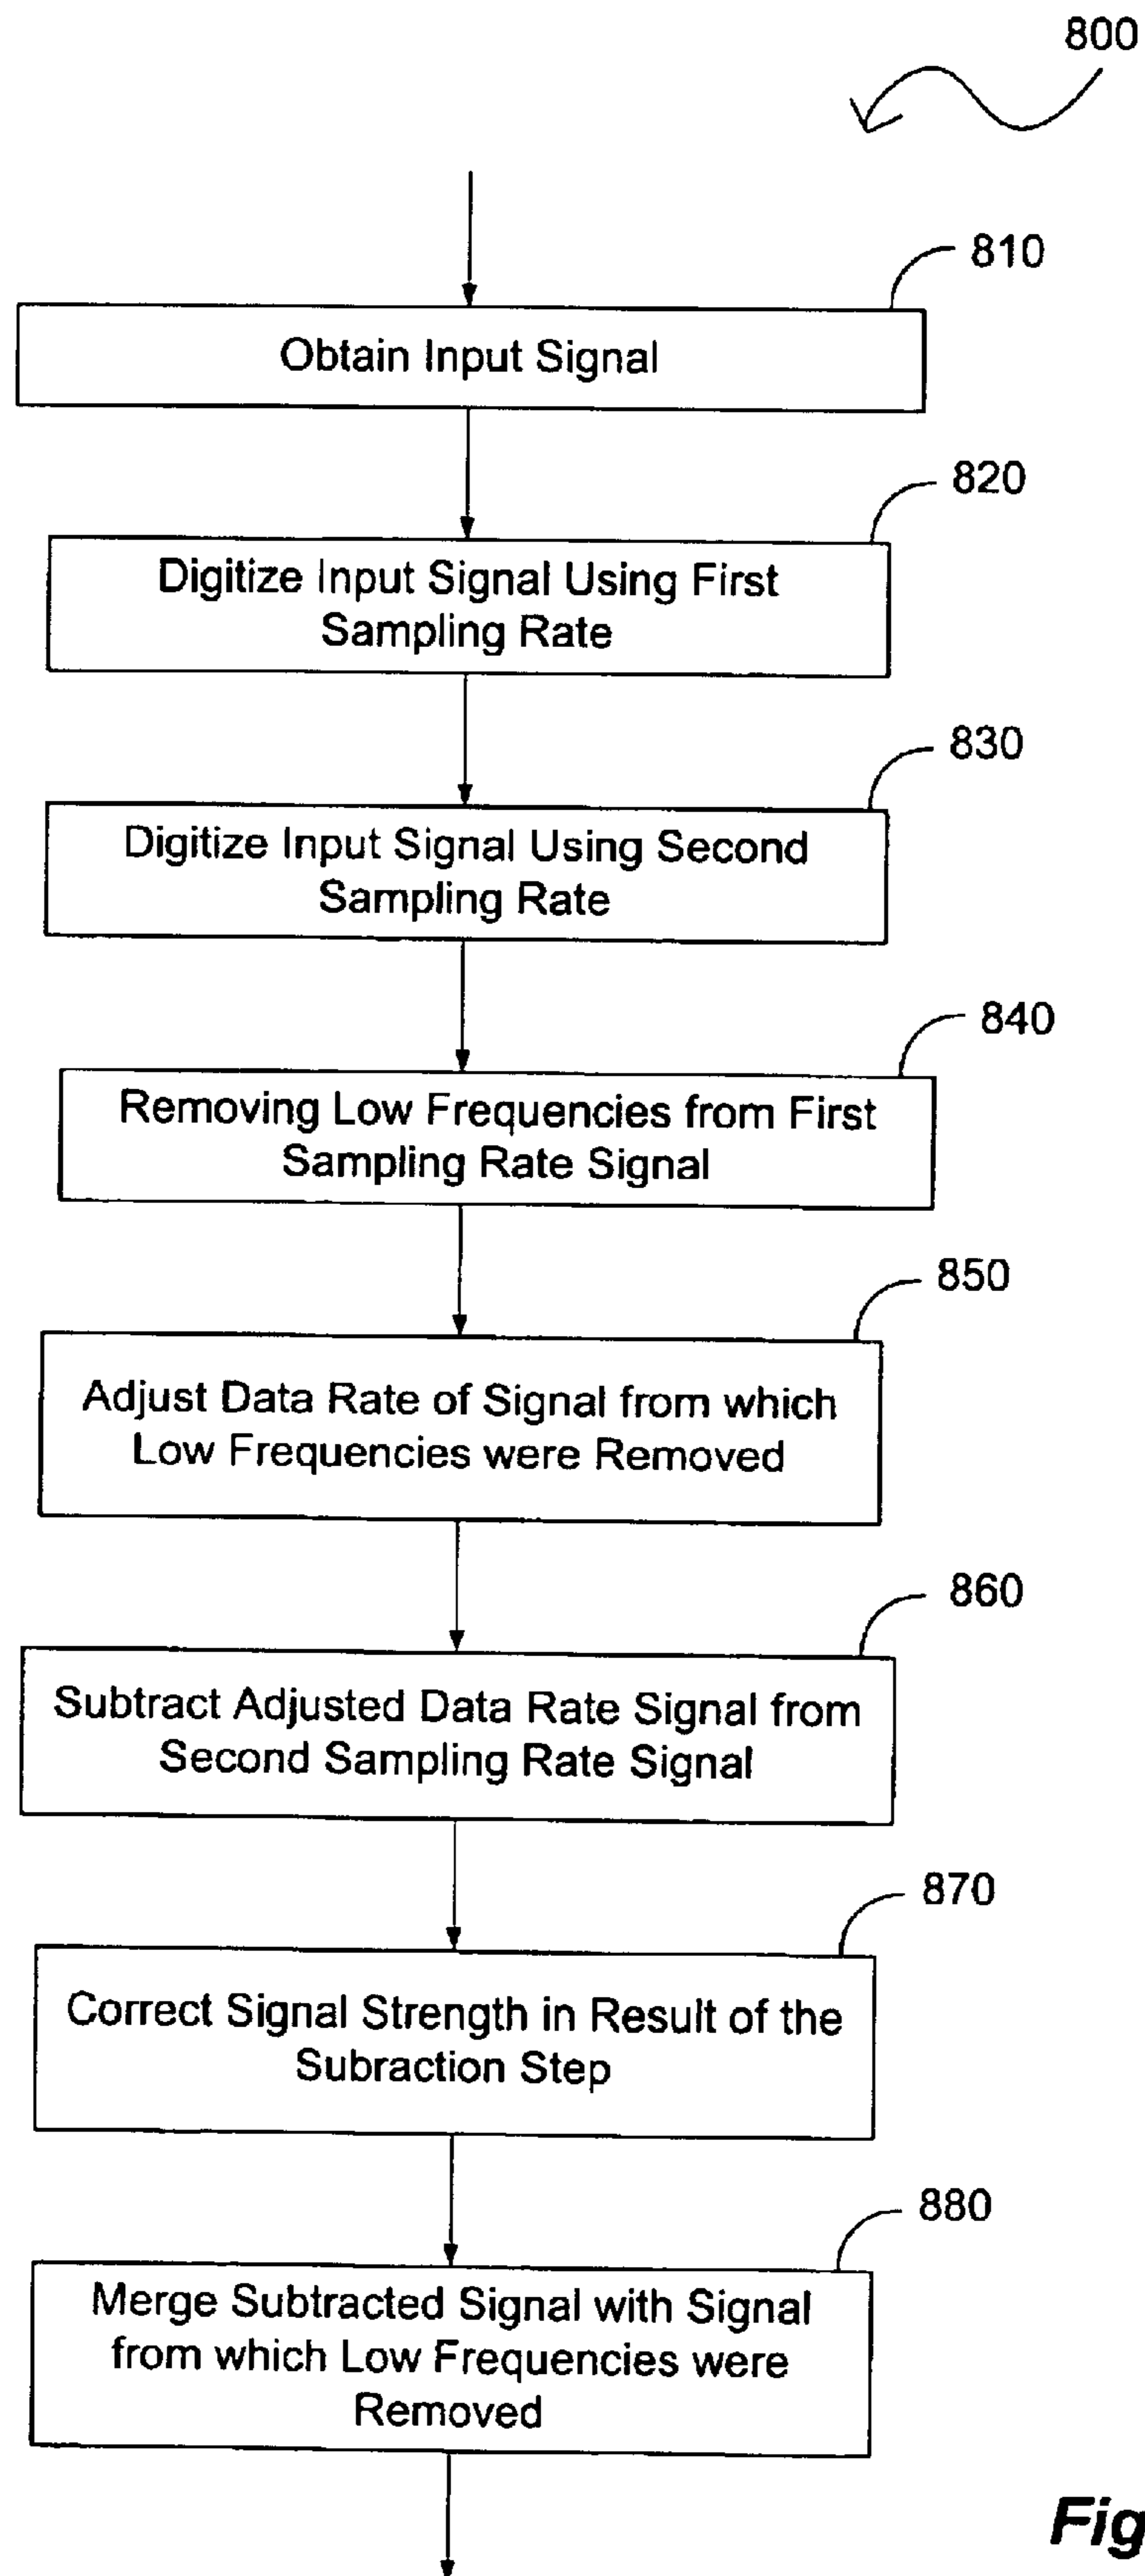 800
810
Obtain Input Signal
820
Digitize Input Signal Using First
Sampling Rate
830
Digitize Input Signal Using Second
Sampling Rate
840
Removing Low Frequencies from First
Sampling Rate Signal
850
Adjust Data Rate of Signal from which
Low Frequencies were Removed
860
Subtract Adjusted Data Rate Signal from
Second Sampling Rate Signal
870
Correct Signal Strength in Result of the
Subraction Step
880
Merge Subtracted Signal with Signal
from which Low Frequencies were
Removed
Fig